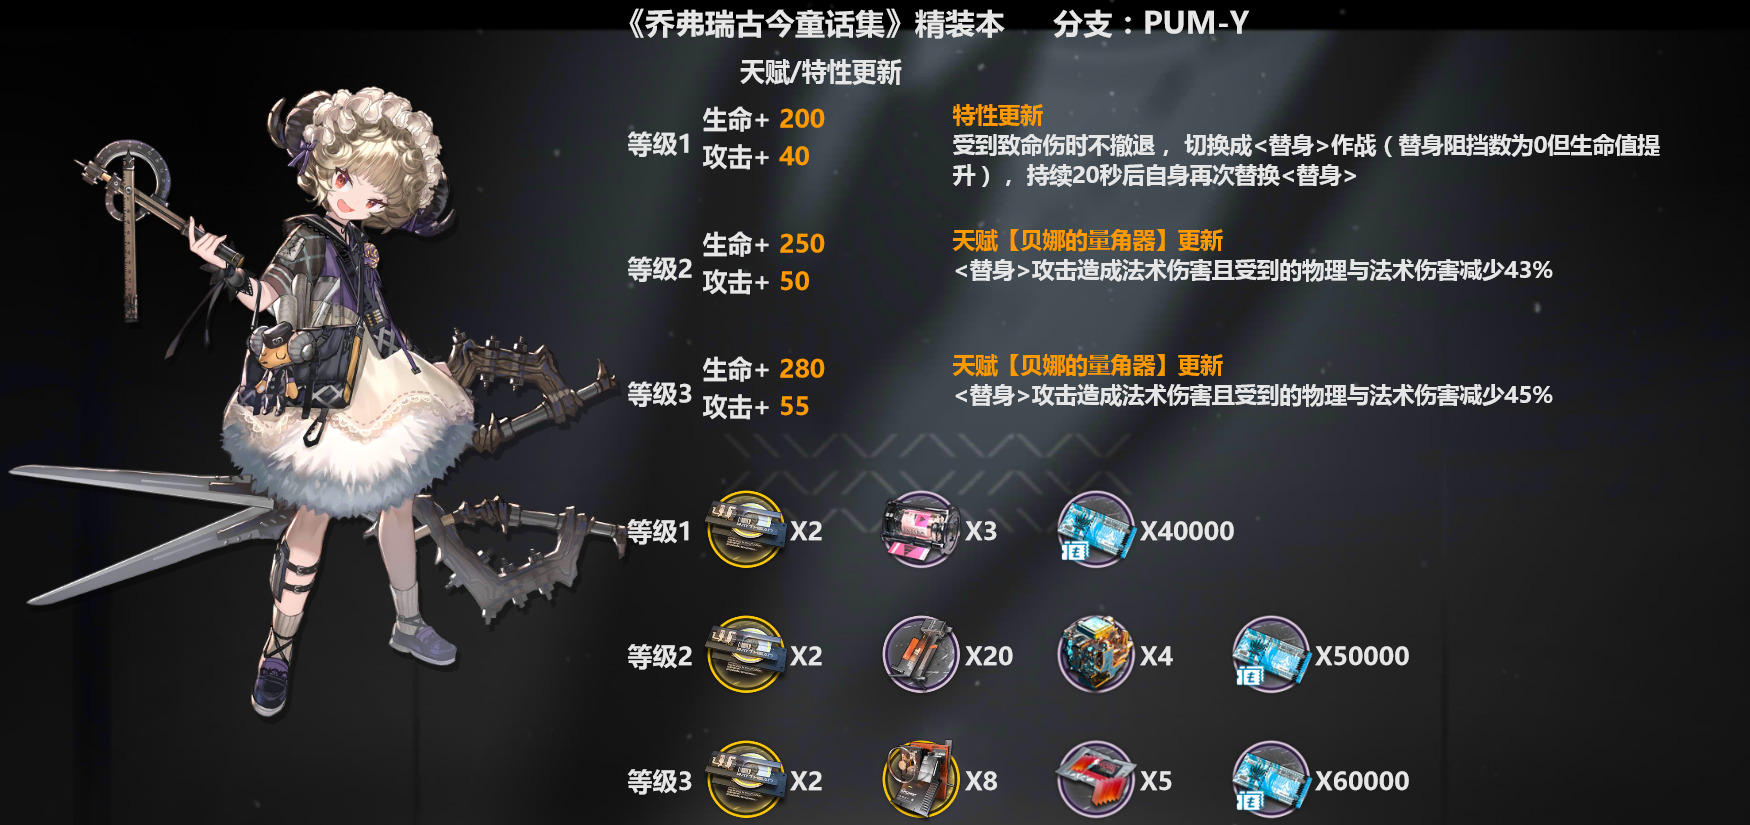 《乔弗瑞古今童话集》精装本 分支：PUM-Y
天赋/特性更新
等级1
生命+ 200
攻击+ 40
特性更新
受到致命伤时不撤退，切换成<替身>作战（替身阻挡数为0但生命值提
升），持续20秒后自身再次替换<替身>
等级2
生命+ 250
攻击+ 50
天赋【贝娜的量角器】更新
<替身>攻击造成法术伤害且受到的物理与法术伤害减少43%
等级3
生命+ 280
攻击+ 55
天赋【贝娜的量角器】更新
<替身>攻击造成法术伤害且受到的物理与法术伤害减少45%
等级1 X2 X3 X40000
等级2 X2 X20 X4 X50000
等级3 X2 X8 X5 X60000